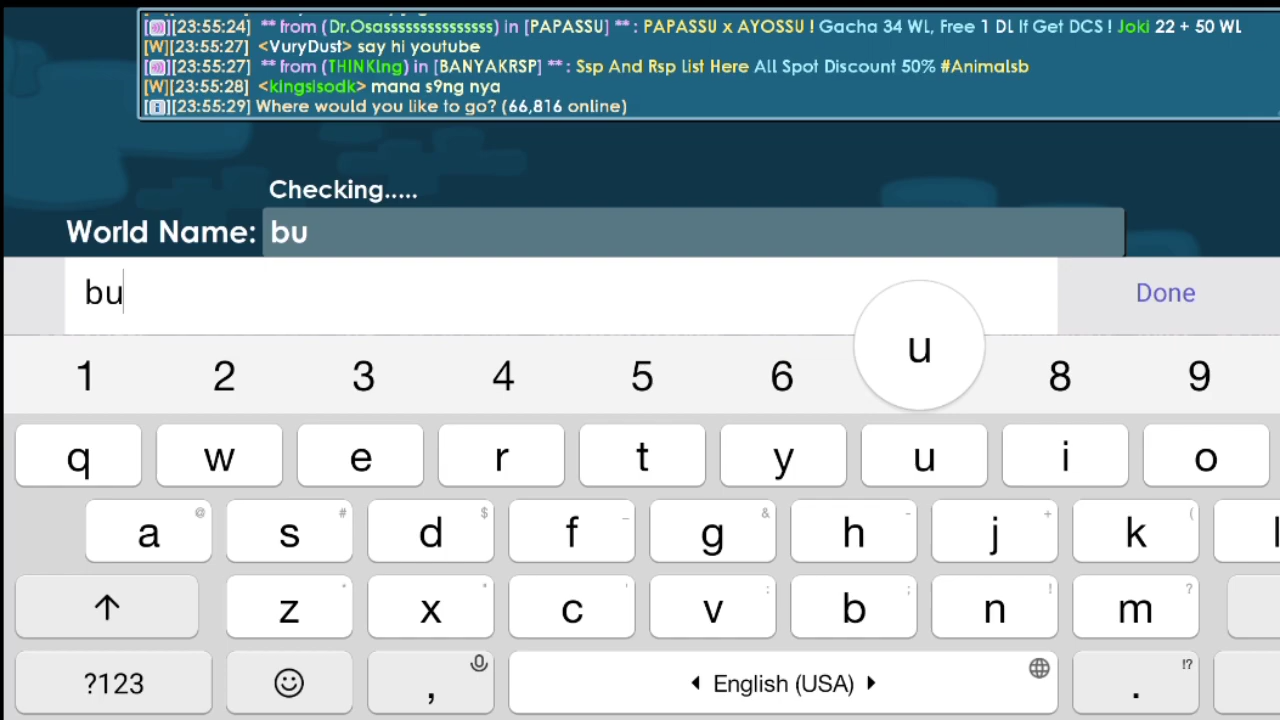 [W][23:55:24] ** from (Dr.Osasssssssssssssss) in [PAPASSU] ** : PAPASSU x AYOSSU ! Gacha 34 WL, Free 1 DL If Get DCS ! Joki 22 + 50 WL
[W][23:55:27] <VuryDust> say hi youtube
[23:55:27] ** from (THINKIng) in [BANYAKRSP] ** : Ssp And Rsp List Here All Spot Discount 50% #Animalsb
[W][23:55:28] <kIngsIsodk> mana s9ng nya
[i][23:55:29] Where would you like to go? (66,816 online)
Checking.....
World Name: bu
bu
Done
u
1 2 3 4 5 6 8 9
q w e r t y u i o
a @ s # d $ f _ g & h - j + k (
z x c ' v : b ; n ! m ?
?123 , English (USA) . !?